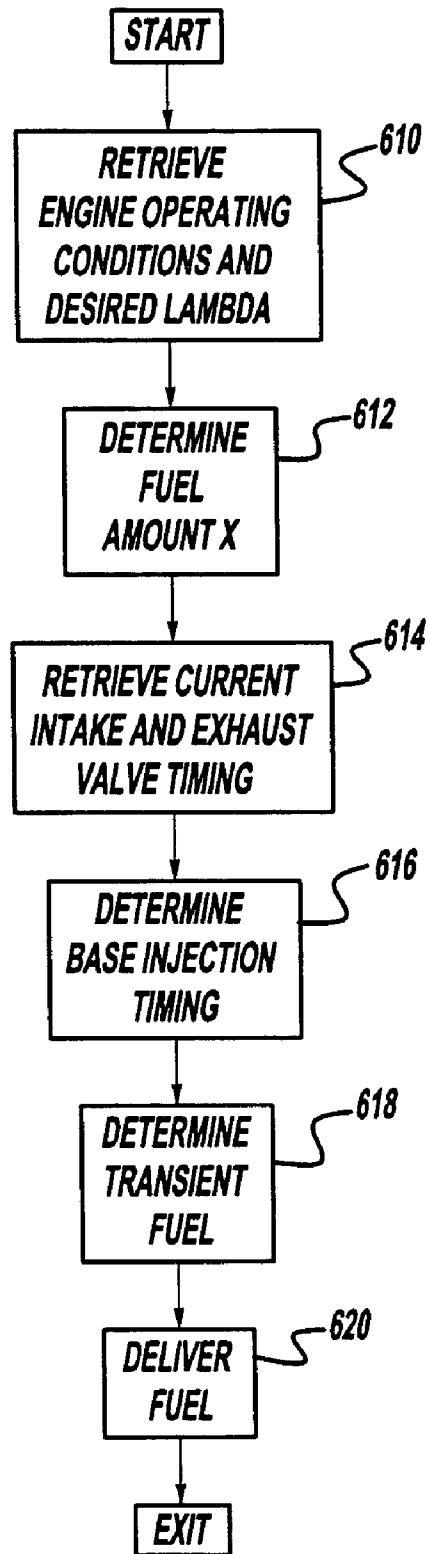 START
RETRIEVE
ENGINE OPERATING
CONDITIONS AND
DESIRED LAMBDA
610
DETERMINE
FUEL
AMOUNT X
612
RETRIEVE CURRENT
INTAKE AND EXHAUST
VALVE TIMING
614
DETERMINE
BASE INJECTION
TIMING
616
DETERMINE
TRANSIENT
FUEL
618
DELIVER
FUEL
620
EXIT